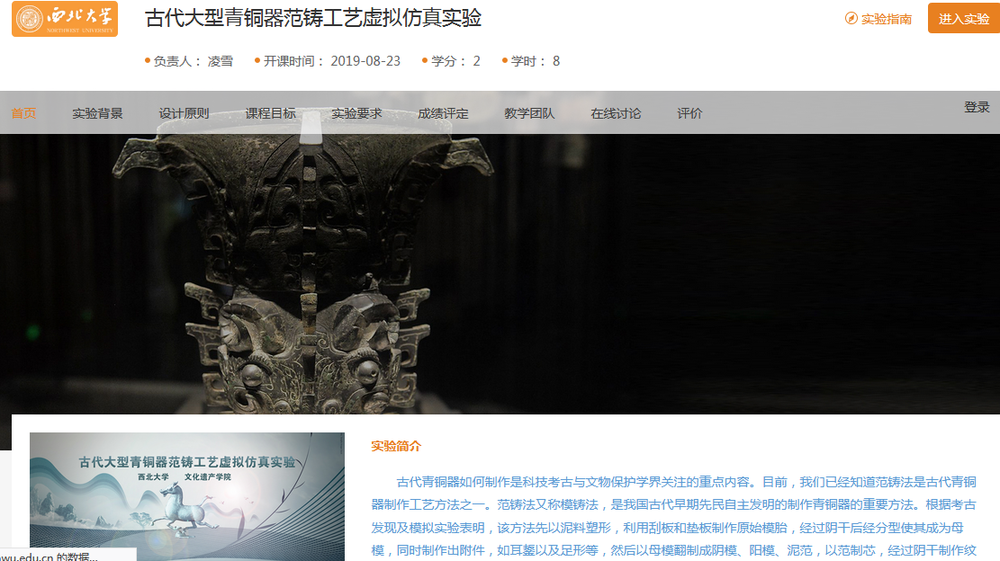 西北大学
NORTHWEST UNIVERSITY
古代大型青铜器范铸工艺虚拟仿真实验
实验指南
进入实验
负责人： 凌雪 开课时间： 2019-08-23 学分： 2 学时： 8
首页 实验背景 设计原则 课程目标 实验要求 成绩评定 教学团队 在线讨论 评价 登录
古代大型青铜器范铸工艺虚拟仿真实验
西北大学 文化遗产学院
实验简介
古代青铜器如何制作是科技考古与文物保护学界关注的重点内容。目前，我们已经知道范铸法是古代青铜
器制作工艺方法之一。范铸法又称模铸法，是我国古代早期先民自主发明的制作青铜器的重要方法。根据考古
发现及模拟实验表明，该方法先以泥料塑形，利用刮板和垫板制作原始模胎，经过阴干后经分型使其成为母
模，同时制作出附件，如耳鋬以及足形等，然后以母模翻制成阴模、阳模、泥范，以范制芯，经过阴干制作纹
wu.edu.cn 的数据...